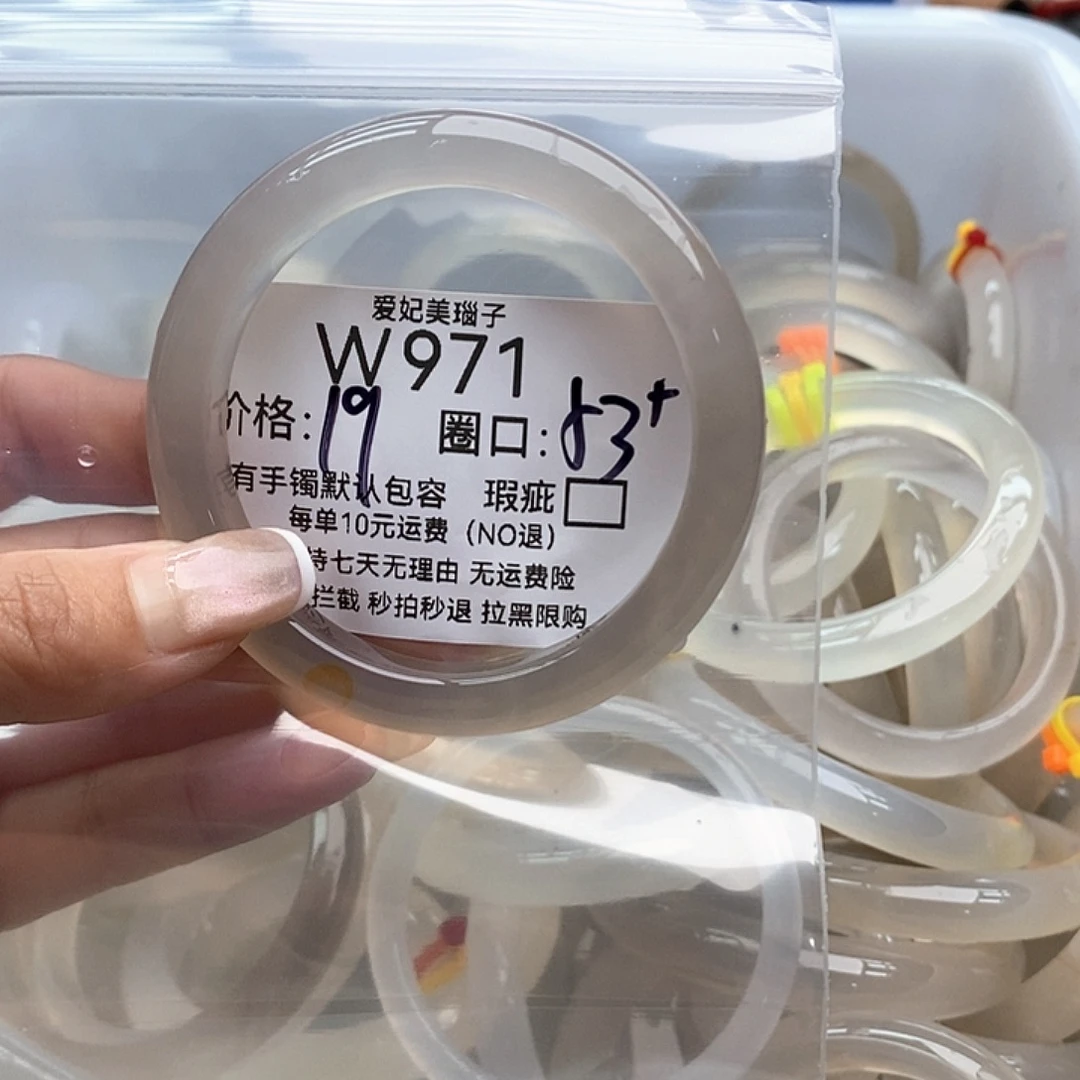 爱妃美瑙子
W971
价格:19 圈口:53+
有手镯默认包容 瑕疵
每单10元运费（NO退）
持七天无理由 无运费险
拦截 秒拍秒退 拉黑限购